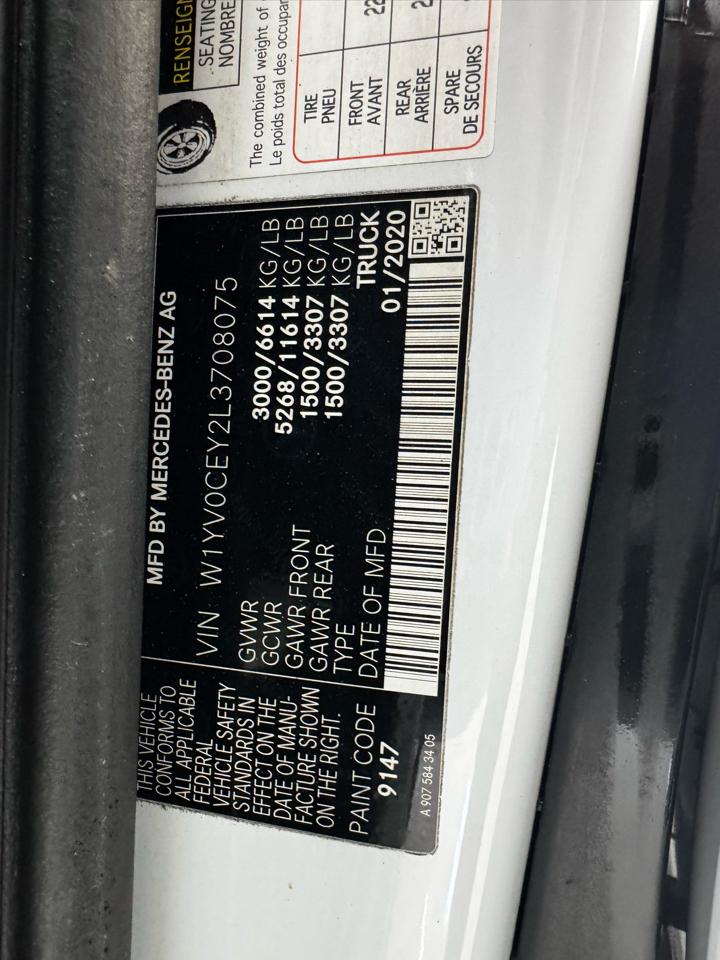 THIS VEHICLE
CONFORMS TO
ALL APPLICABLE
FEDERAL
VEHICLE SAFETY
STANDARDS IN
EFFECT ON THE
DATE OF MANU-
FACTURE SHOWN
ON THE RIGHT.
PAINT CODE
9147
A 907 584 34 05
MFD BY MERCEDES-BENZ AG
VIN W1YV0CEY2L3708075
GVWR 3000/6614 KG/LB
GCWR 5268/11614 KG/LB
GAWR FRONT 1500/3307 KG/LB
GAWR REAR 1500/3307 KG/LB
TYPE TRUCK
DATE OF MFD 01/2020
SEATING
NOMBRE
The combined weight of
Le poids total des
TIRE
PNEU
FRONT
AVANT
REAR
ARRIÈRE
SPARE
DE SECOURS